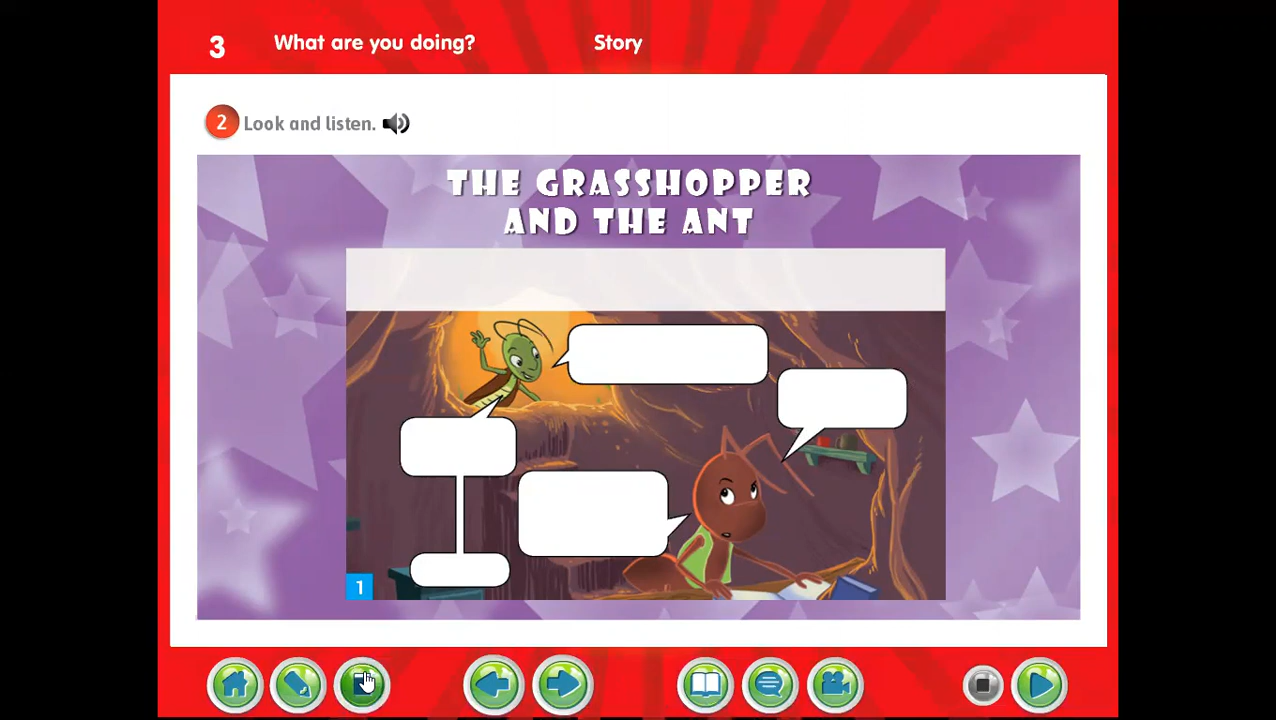 3 What are you doing? Story
2 Look and listen.
THE GRASSHOPPER
AND THE ANT
1